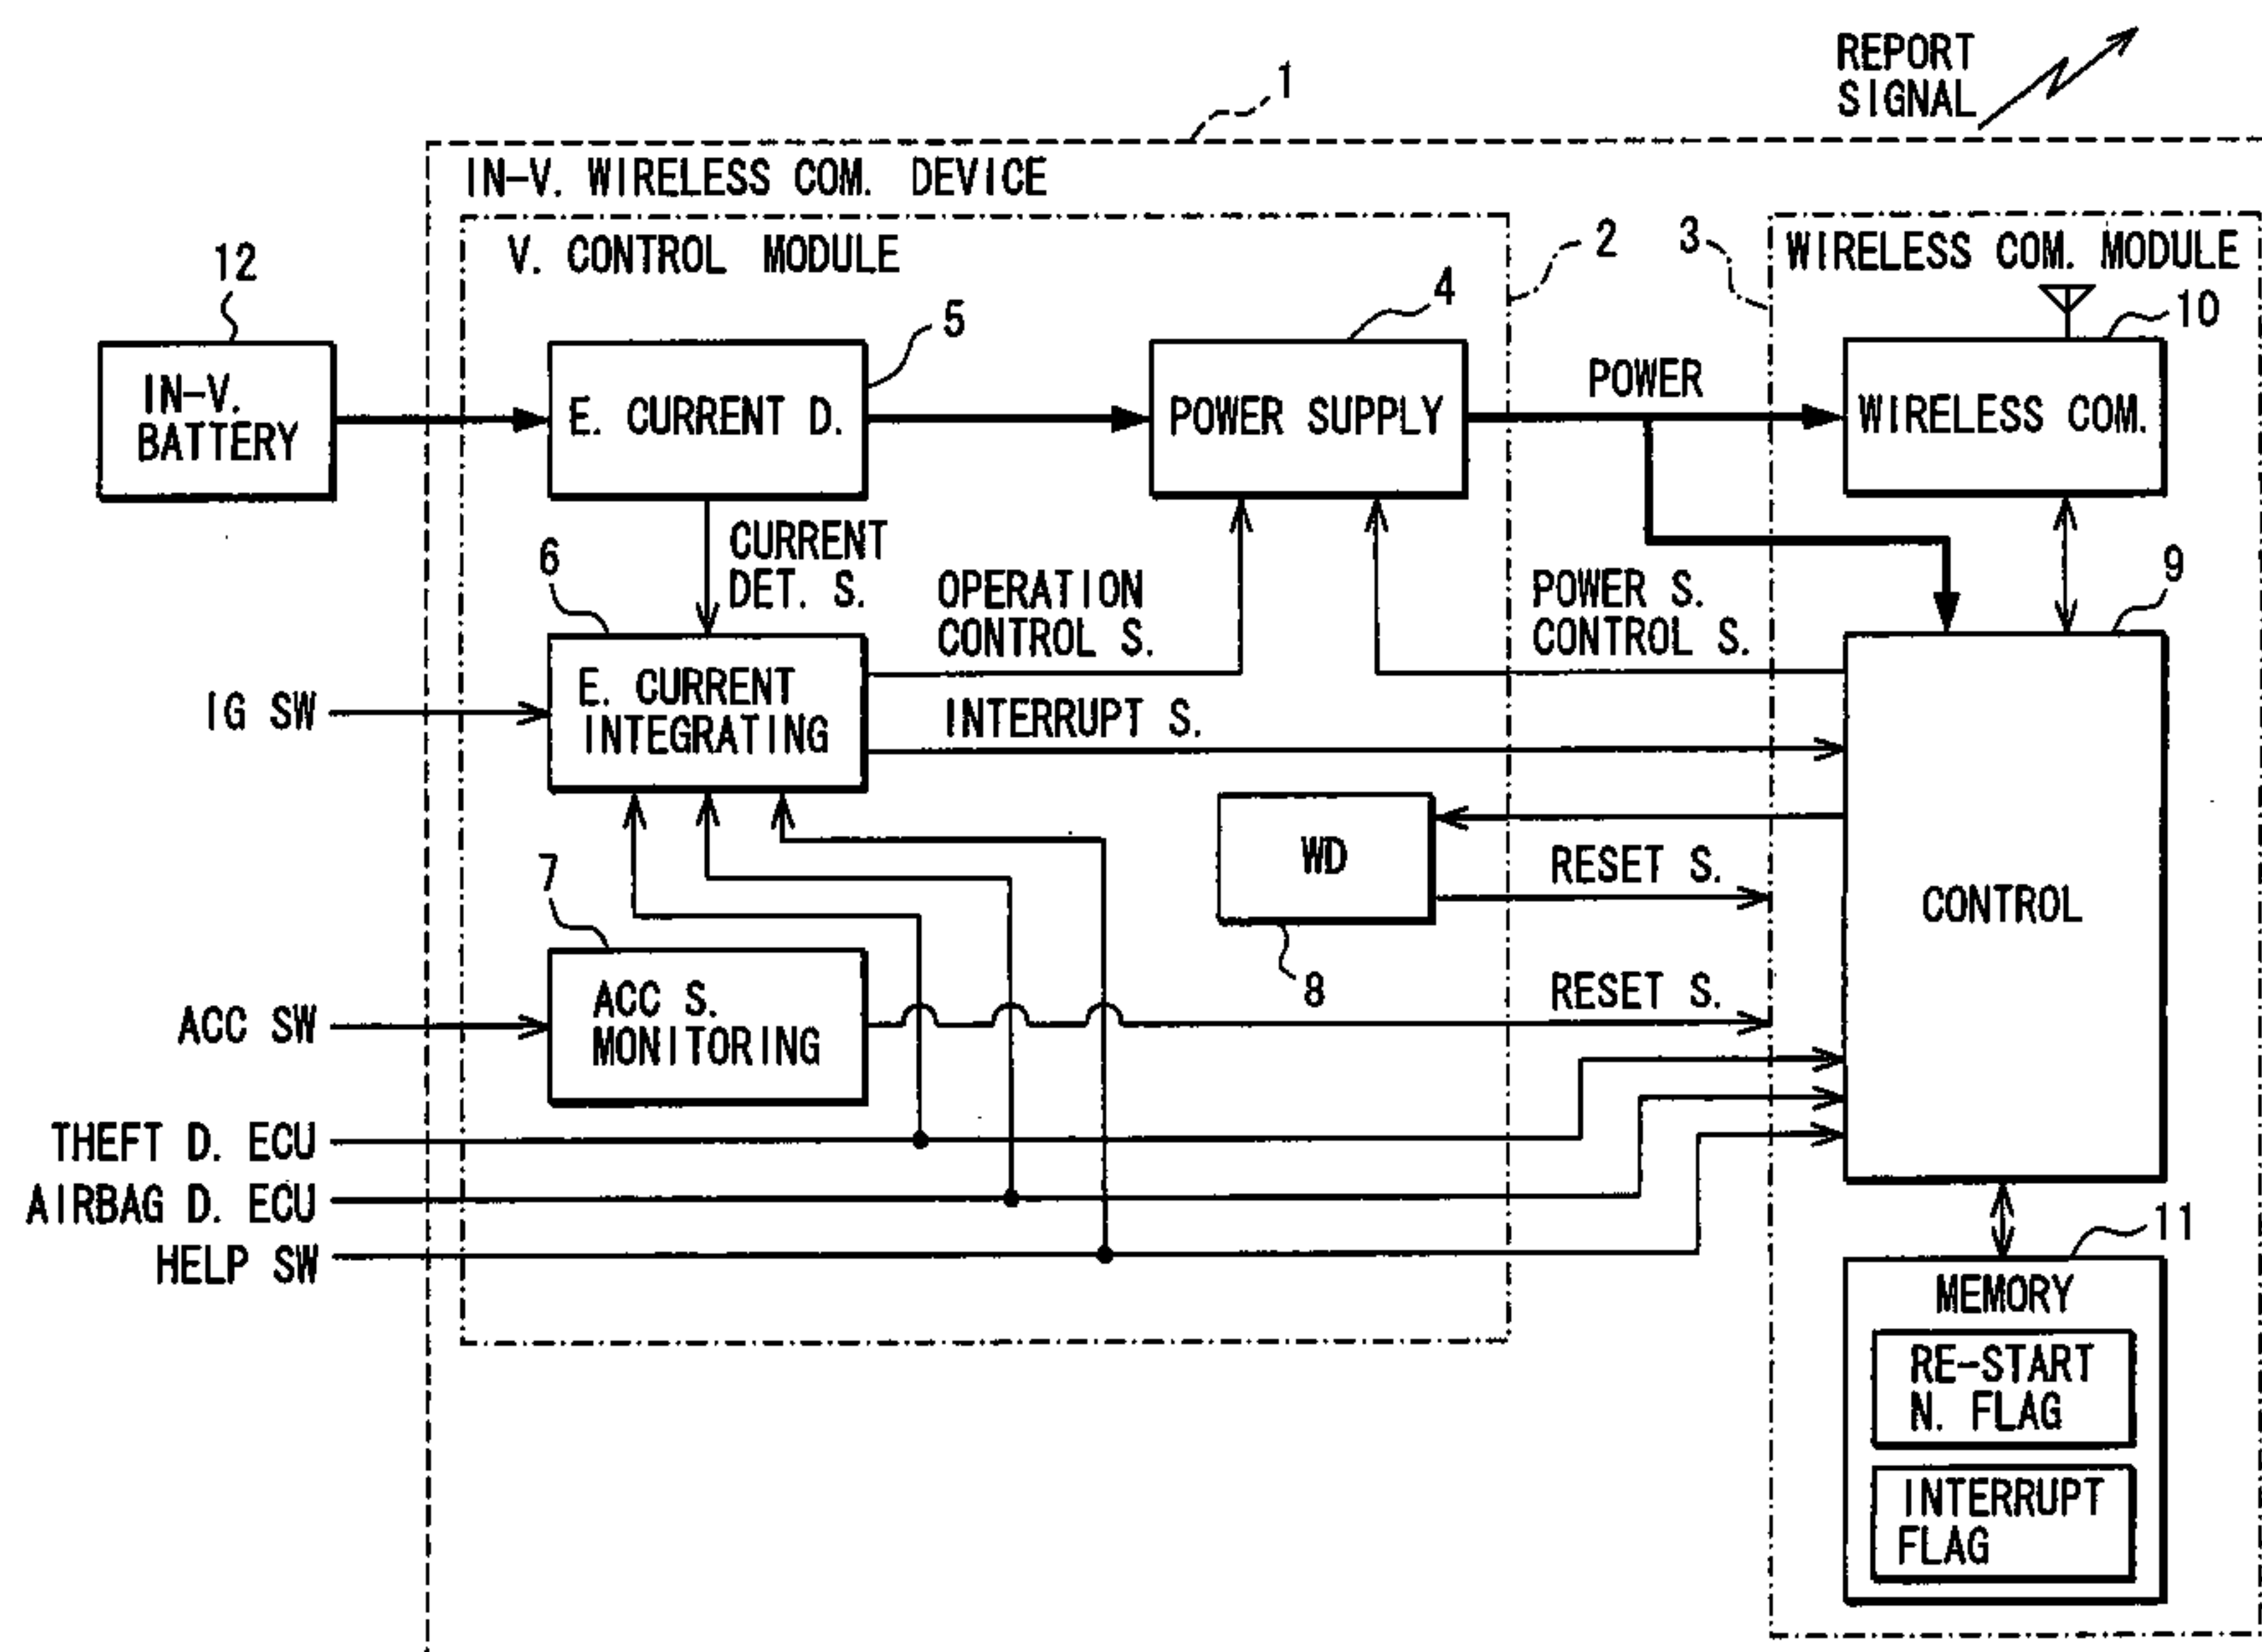 REPORT
SIGNAL
1
IN-V. WIRELESS COM. DEVICE
V. CONTROL MODULE
2
3
WIRELESS COM. MODULE
12
IN-V.
BATTERY
5
E. CURRENT D.
4
POWER SUPPLY
POWER
10
WIRELESS COM.
CURRENT
DET. S.
6
E. CURRENT
INTEGRATING
OPERATION
CONTROL S.
POWER S.
CONTROL S.
9
IG SW
INTERRUPT S.
WD
8
RESET S.
CONTROL
7
ACC SW
ACC S.
MONITORING
RESET S.
THEFT D. ECU
AIRBAG D. ECU
HELP SW
11
MEMORY
RE-START
N. FLAG
INTERRUPT
FLAG